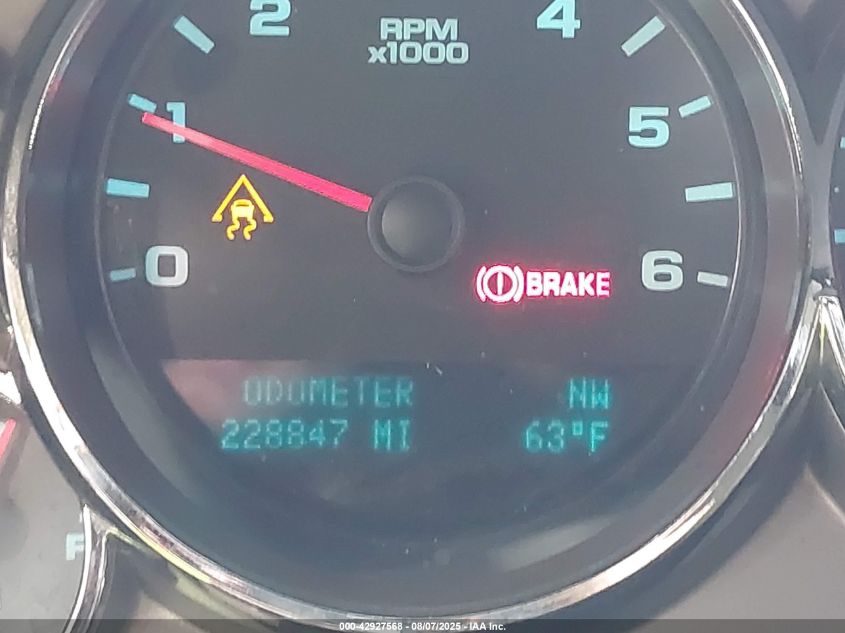 2
RPM
4
x1000
1
5
0
6
BRAKE
ODOMETER NW
228847 MI 63°F
F
000-42927568 - 08/07/2025 - IAA Inc.